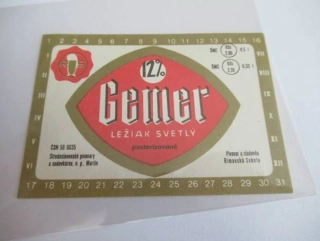 1 2 3 4 5 6 7 8 9 10 11 12 13 14 15 16
12%
Gemer
LEŽIAK SVETLÝ
pasterizované
ČSN 56 6635
Stredoslovenské pivovary
a sodovkárne, n. p., Martin
Pivovar a sladovňa
Rimavská Sobota
17 18 19 20 21 22 23 24 25 26 27 28 29 30 31